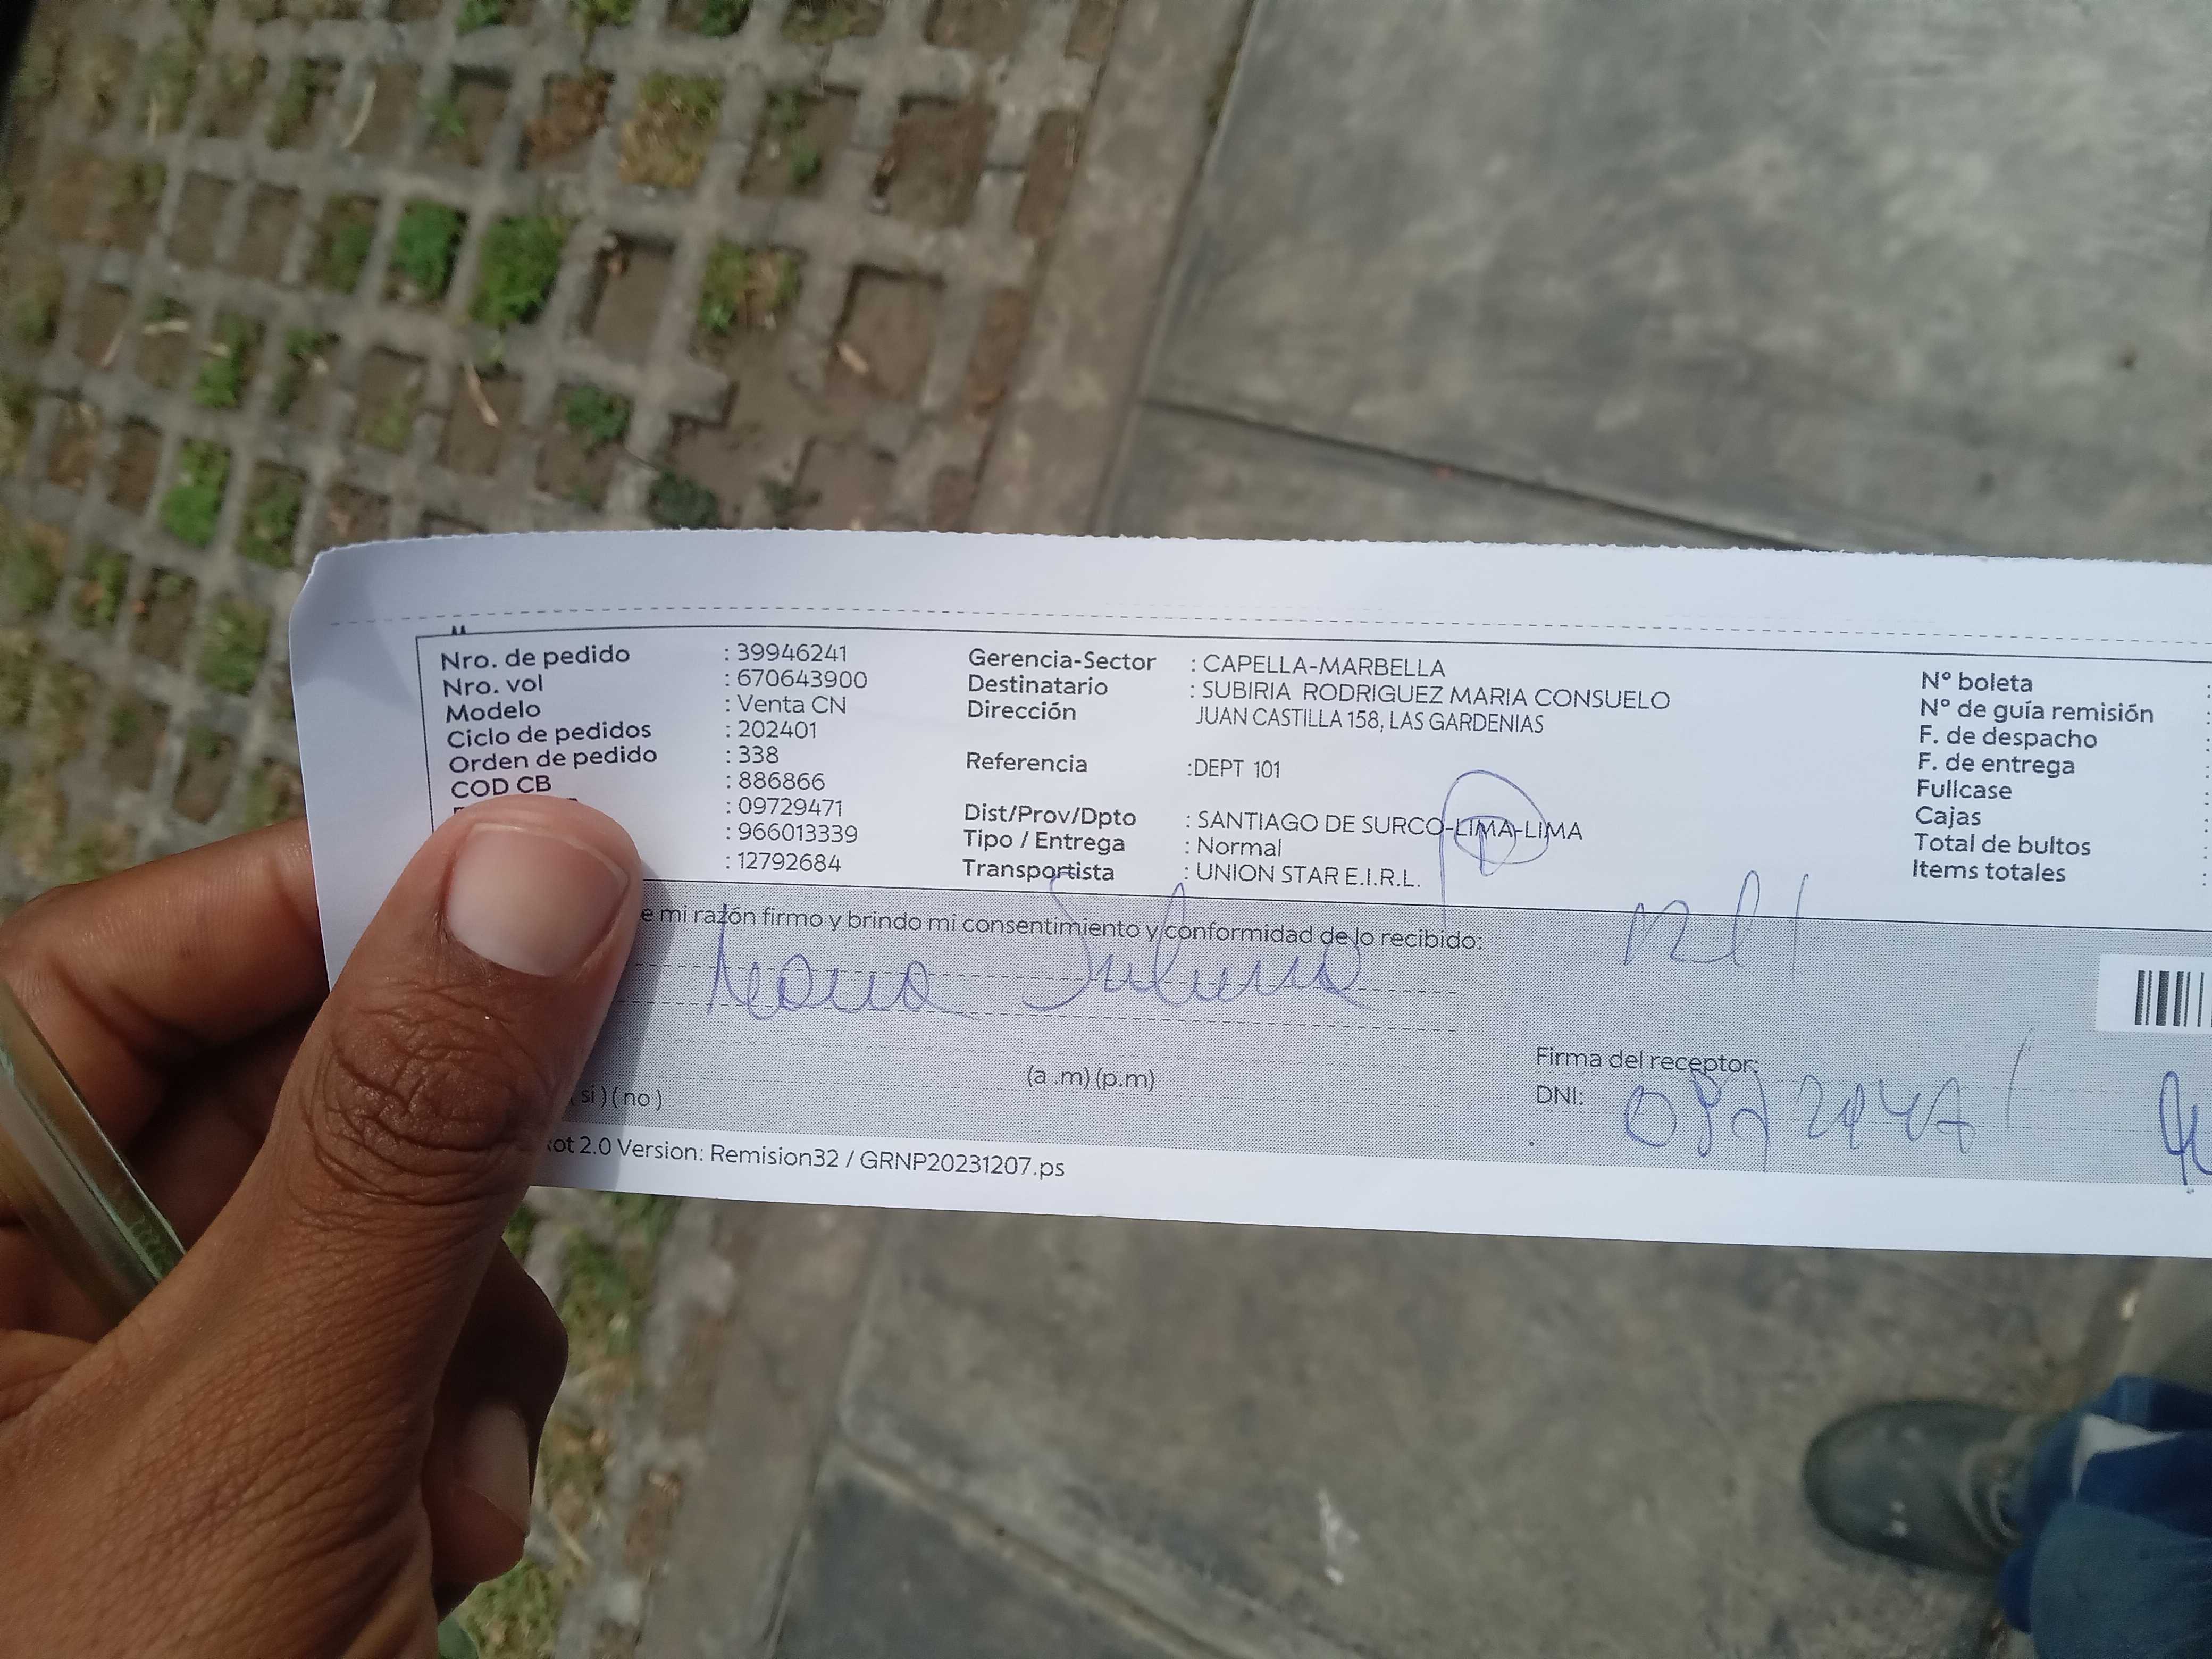 Nro. de pedido : 39946241 Gerencia-Sector : CAPELLA-MARBELLA N° boleta :
Nro. vol : 670643900 Destinatario : SUBIRIA RODRIGUEZ MARIA CONSUELO N° de guía remisión :
Modelo : Venta CN Dirección JUAN CASTILLA 158, LAS GARDENIAS F. de despacho :
Ciclo de pedidos : 202401 F. de entrega :
Orden de pedido : 338 Referencia :DEPT 101 Fullcase
COD CB : 886866 Cajas
: 09729471 Dist/Prov/Dpto : SANTIAGO DE SURCO-LIMA-LIMA Total de bultos
: 966013339 Tipo / Entrega : Normal Items totales :
: 12792684 Transportista : UNION STAR E.I.R.L.
e mi razón firmo y brindo mi consentimiento y conformidad de lo recibido:
Maria Subiria
Firma del receptor:
(a .m) (p.m) DNI:
( si ) ( no )
ot 2.0 Version: Remision32 / GRNP20231207.ps